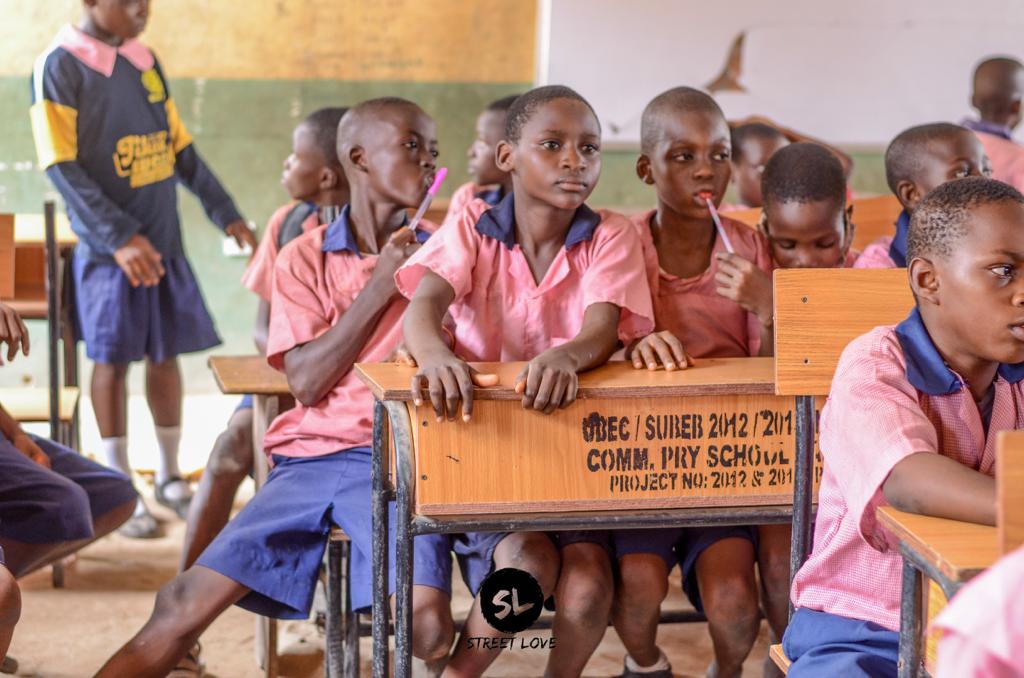 UBEC / SUBEB 2012 / 201
COMM. PRY SCHOOL
PROJECT NO: 2012 & 201
SL
STREET LOVE